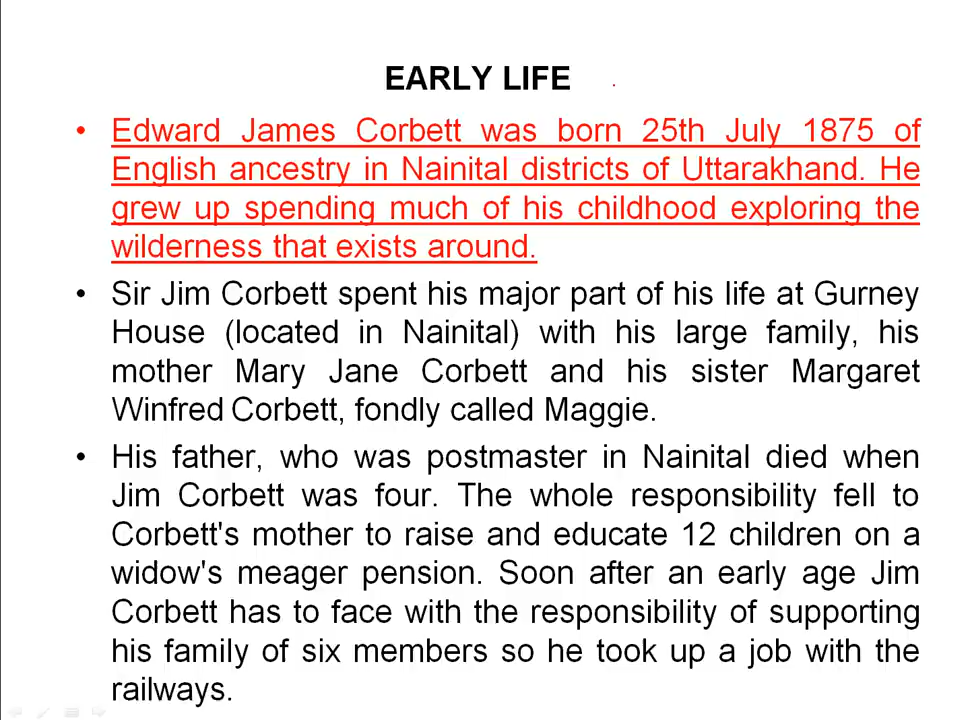 EARLY LIFE
• Edward James Corbett was born 25th July 1875 of
English ancestry in Nainital districts of Uttarakhand. He
grew up spending much of his childhood exploring the
wilderness that exists around.
• Sir Jim Corbett spent his major part of his life at Gurney
House (located in Nainital) with his large family, his
mother Mary Jane Corbett and his sister Margaret
Winfred Corbett, fondly called Maggie.
• His father, who was postmaster in Nainital died when
Jim Corbett was four. The whole responsibility fell to
Corbett's mother to raise and educate 12 children on a
widow's meager pension. Soon after an early age Jim
Corbett has to face with the responsibility of supporting
his family of six members so he took up a job with the
railways.